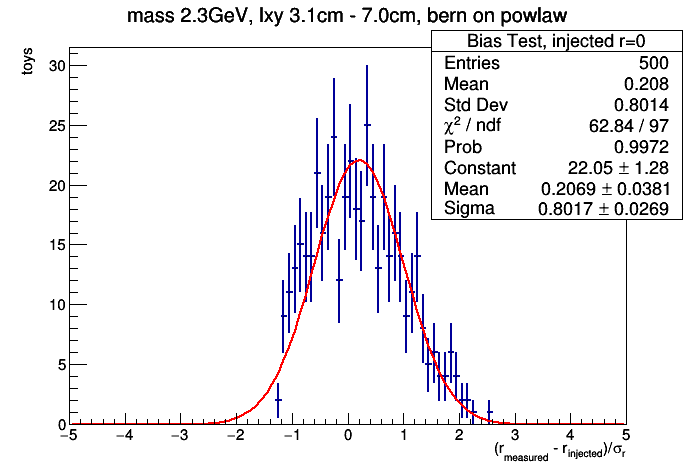 mass 2.3GeV, lxy 3.1cm - 7.0cm, bern on powlaw
toys
Bias Test, injected r=0
Entries 500
Mean 0.208
Std Dev 0.8014
χ² / ndf 62.84 / 97
Prob 0.9972
Constant 22.05 ± 1.28
Mean 0.2069 ± 0.0381
Sigma 0.8017 ± 0.0269
30
25
20
15
10
5
0
−5 −4 −3 −2 −1 0 1 2 3 4 5
(r_measured - r_injected)/σ_r